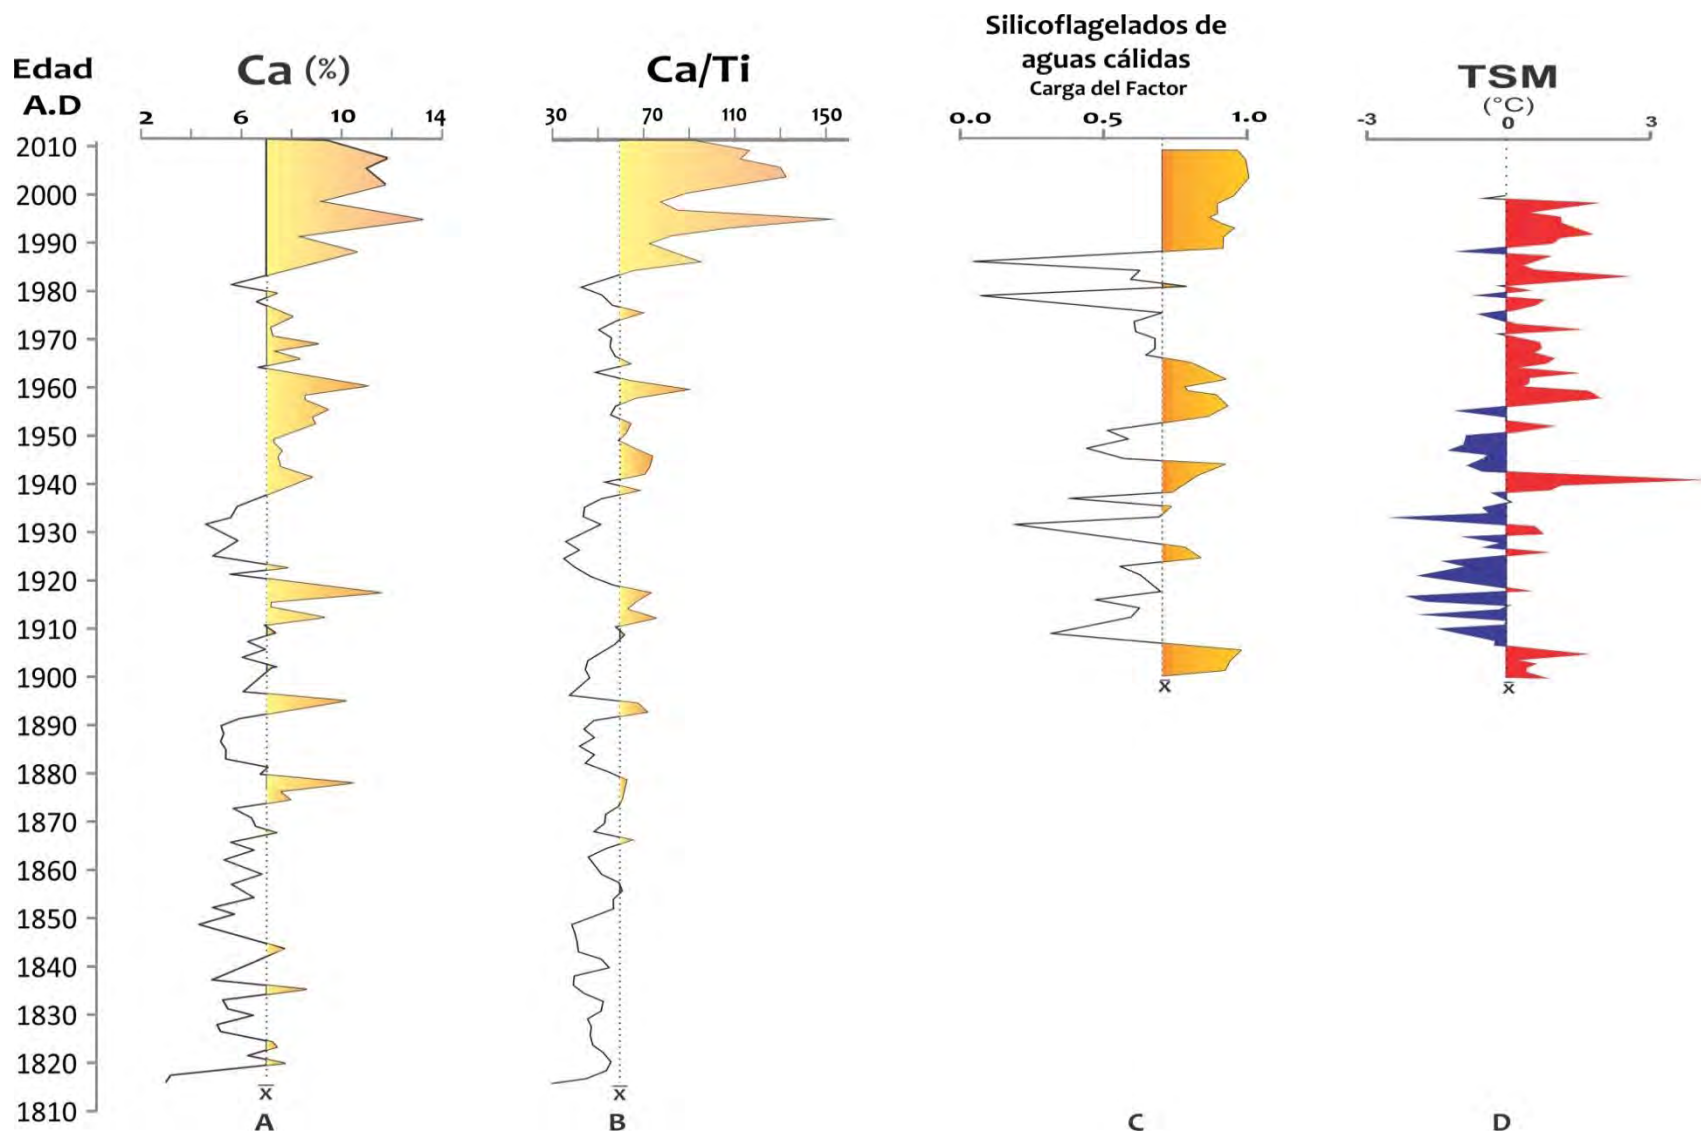 Silicoflagelados de
aguas cálidas
Carga del Factor
Edad
A.D
Ca (%)
Ca/Ti
TSM
(°C)
2 6 10 14
30 70 110 150
0.0 0.5 1.0
-3 0 3
2010
2000
1990
1980
1970
1960
1950
1940
1930
1920
1910
1900
1890
1880
1870
1860
1850
1840
1830
1820
1810
x̅
x̅
x̅
x̅
A
B
C
D